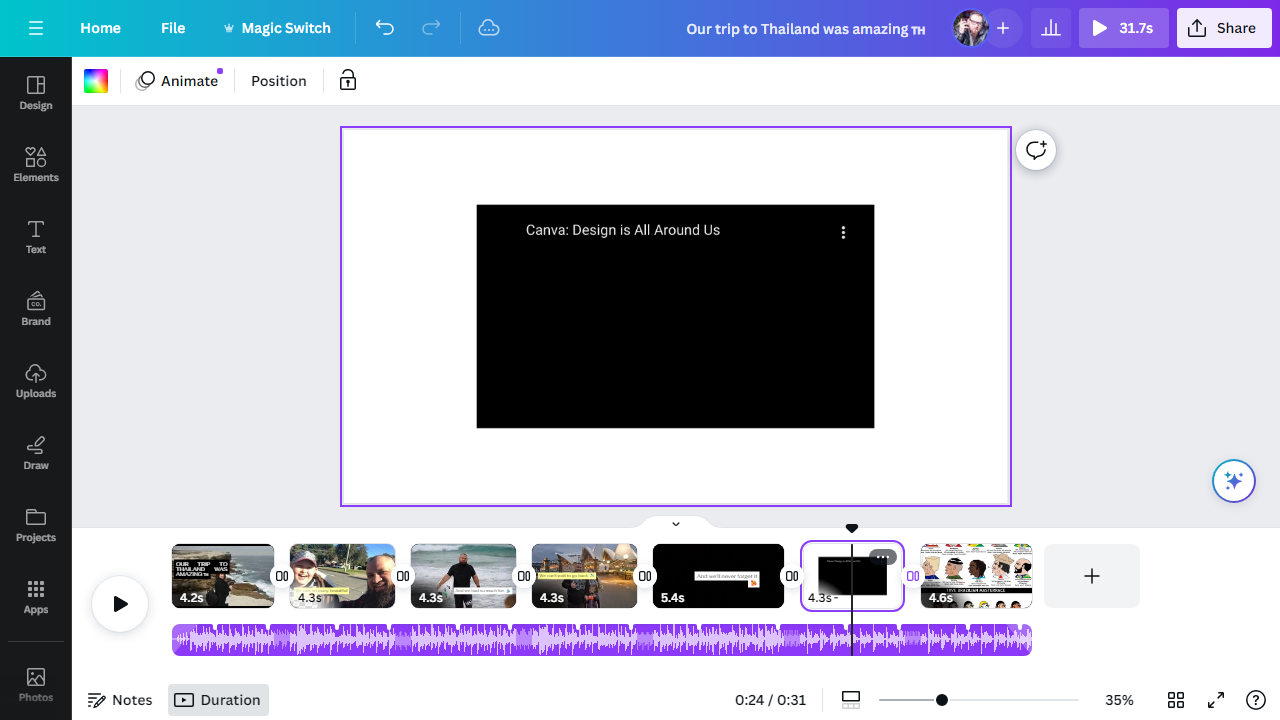 Home
File
Magic Switch
Our trip to Thailand was amazing 🇹🇭
31.7s
Share
Design
Elements
Text
CO.
Brand
Uploads
Draw
Projects
Apps
Photos
Animate
Position
Canva: Design is All Around Us
OUR TRIP TO
THAILAND WAS
AMAZING 🇹🇭
4.2s
4.3s
4.3s
4.3s
And we'll never forget it
5.4s
4.3s
4.6s
Notes
Duration
0:24 / 0:31
35%